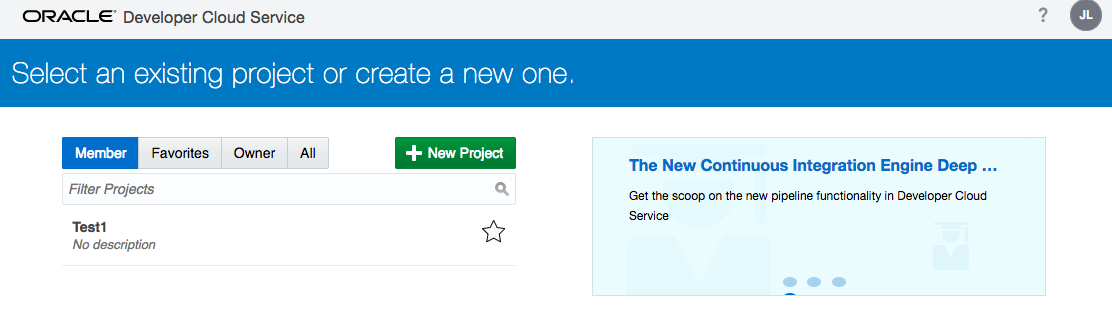 ORACLE® Developer Cloud Service
? JL
Select an existing project or create a new one.
Member Favorites Owner All
+ New Project
Filter Projects
Test1
No description
The New Continuous Integration Engine Deep ...
Get the scoop on the new pipeline functionality in Developer Cloud
Service